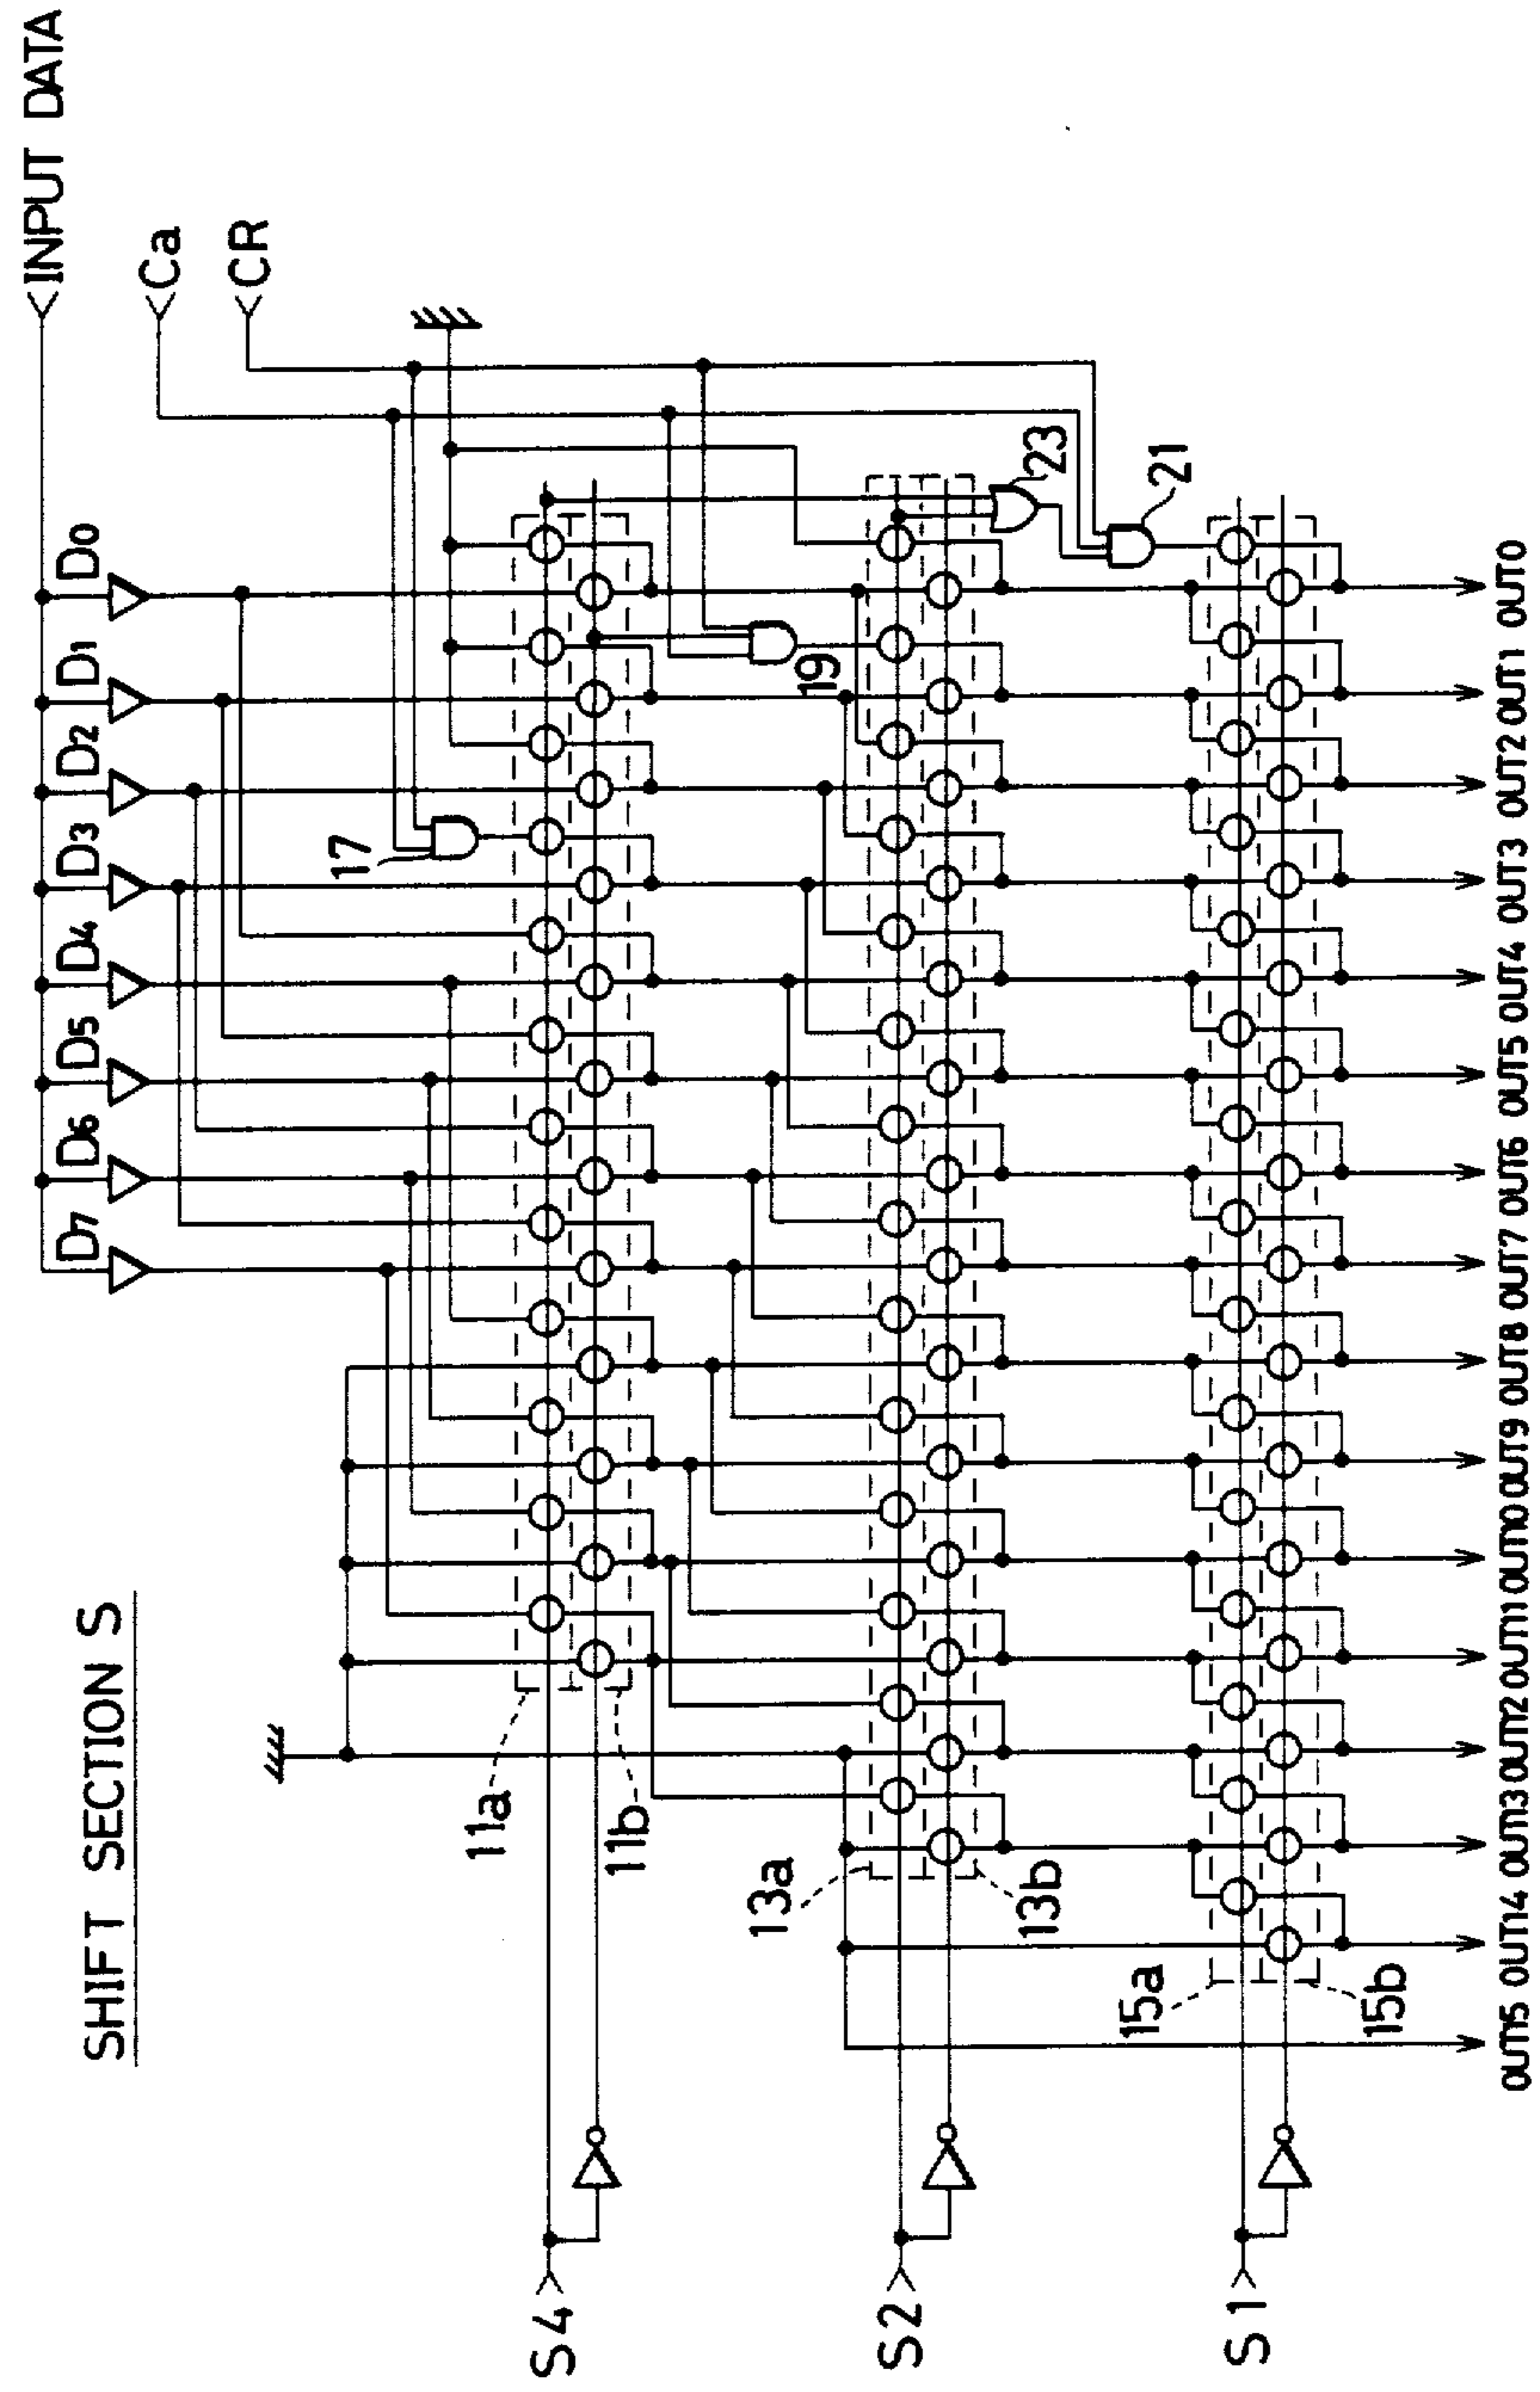 INPUT DATA
Ca
CR
D0
D1
D2
D3
D4
D5
D6
D7
SHIFT SECTION S
17
19
23
21
11a
11b
13a
13b
15a
15b
S4
S2
S1
OUT0
OUT1
OUT2
OUT3
OUT4
OUT5
OUT6
OUT7
OUT8
OUT9
OUT10
OUT11
OUT12
OUT13
OUT14
OUT15